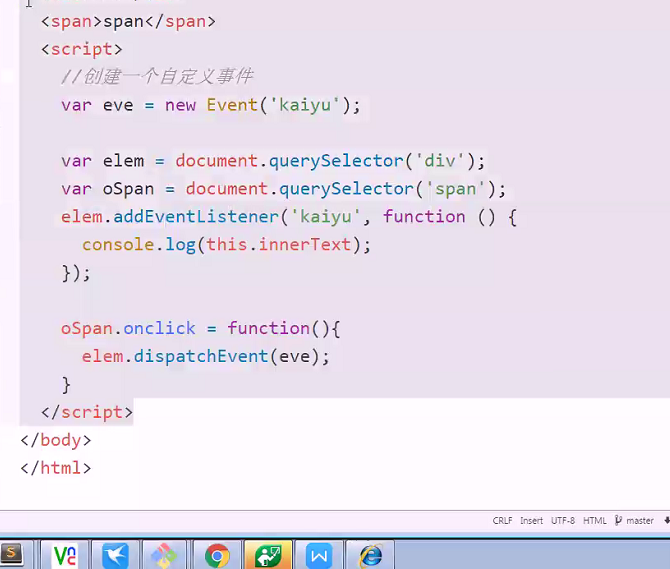 <span>span</span>
<script>
//创建一个自定义事件
var eve = new Event('kaiyu');
var elem = document.querySelector('div');
var oSpan = document.querySelector('span');
elem.addEventListener('kaiyu', function () {
console.log(this.innerText);
});
oSpan.onclick = function(){
elem.dispatchEvent(eve);
}
</script>
</body>
</html>
CRLF Insert UTF-8 HTML master